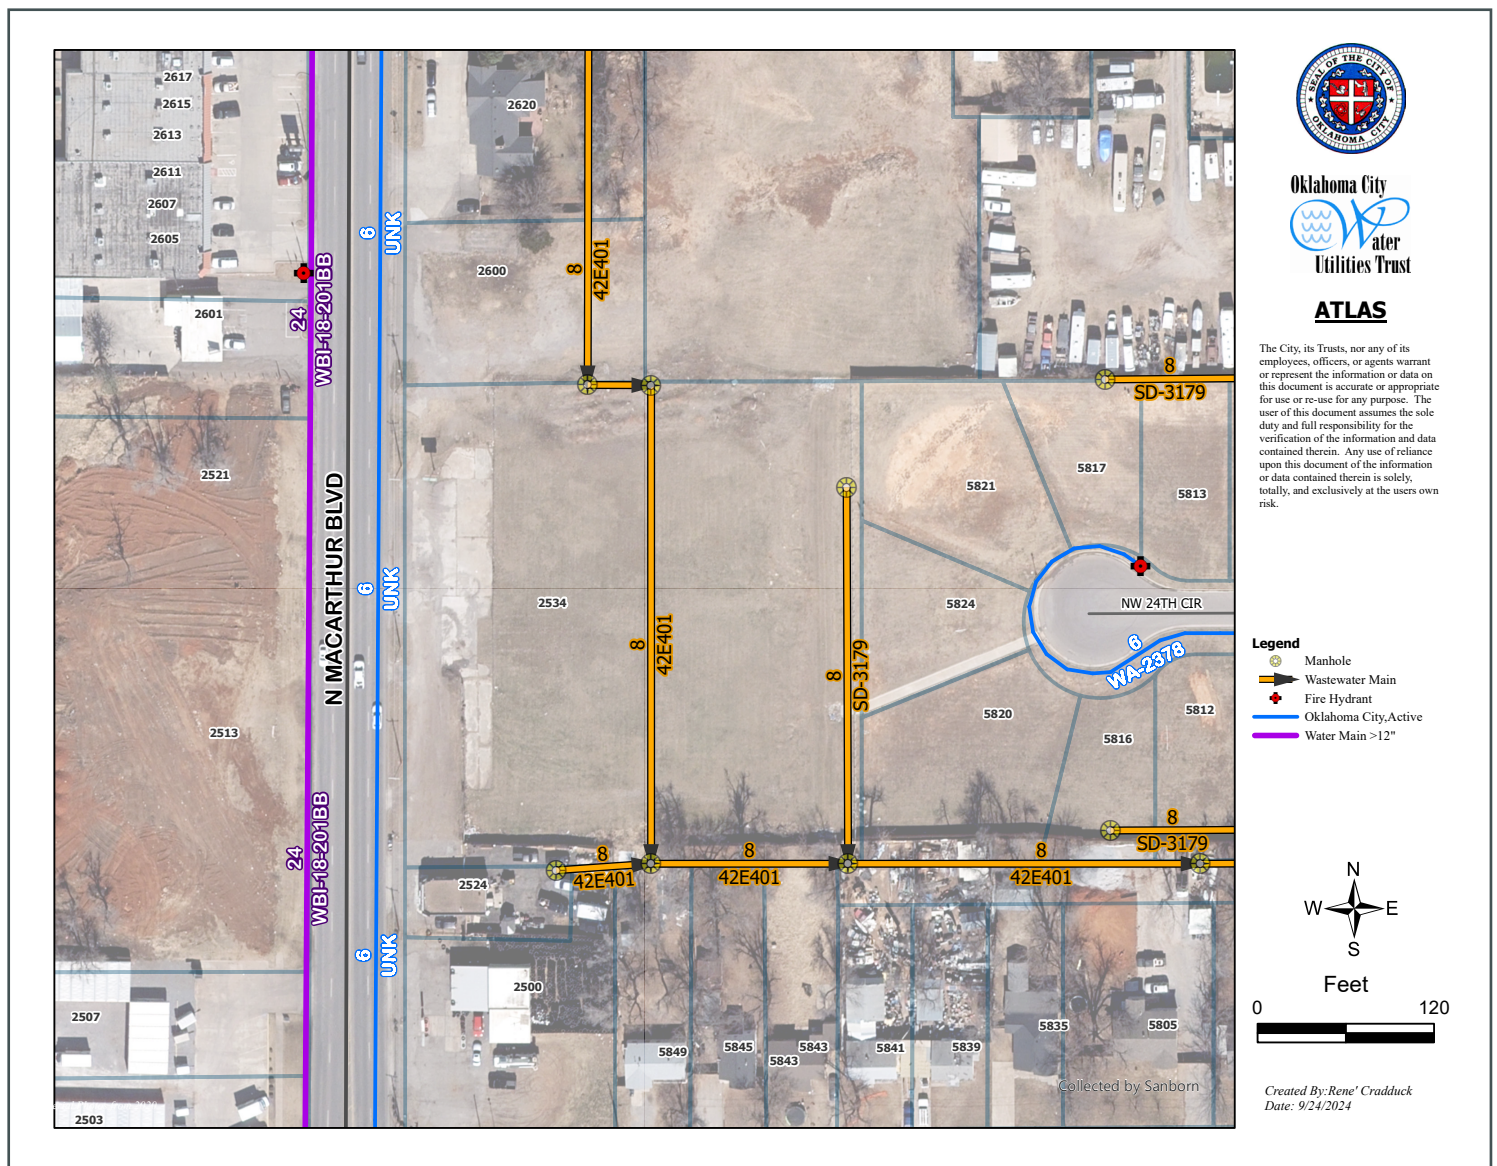 2617
2615
2613
2611
2607
2605
2601
2620
2600
2521
2513
2534
2524
2500
2507
2503
5821
5817
5813
5824
5820
5816
5812
5849
5845
5843
5843
5841
5839
5835
5805
24
WBI-18-201BB
24
WBI-18-201BB
6
UNK
6
UNK
6
UNK
N MACARTHUR BLVD
8
42E401
8
42E401
8
42E401
8
42E401
8
42E401
8
SD-3179
8
SD-3179
8
SD-3179
NW 24TH CIR
6
WA-2378
Collected by Sanborn
SEAL OF THE CITY OF
OKLAHOMA CITY
Oklahoma City
Water
Utilities Trust
ATLAS
The City, its Trusts, nor any of its
employees, officers, or agents warrant
or represent the information or data on
this document is accurate or appropriate
for use or re-use for any purpose. The
user of this document assumes the sole
duty and full responsibility for the
verification of the information and data
contained therein. Any use of reliance
upon this document of the information
or data contained therein is solely,
totally, and exclusively at the users own
risk.
Legend
Manhole
Wastewater Main
Fire Hydrant
Oklahoma City,Active
Water Main >12"
N
W E
S
Feet
0 120
Created By:Rene' Cradduck
Date: 9/24/2024